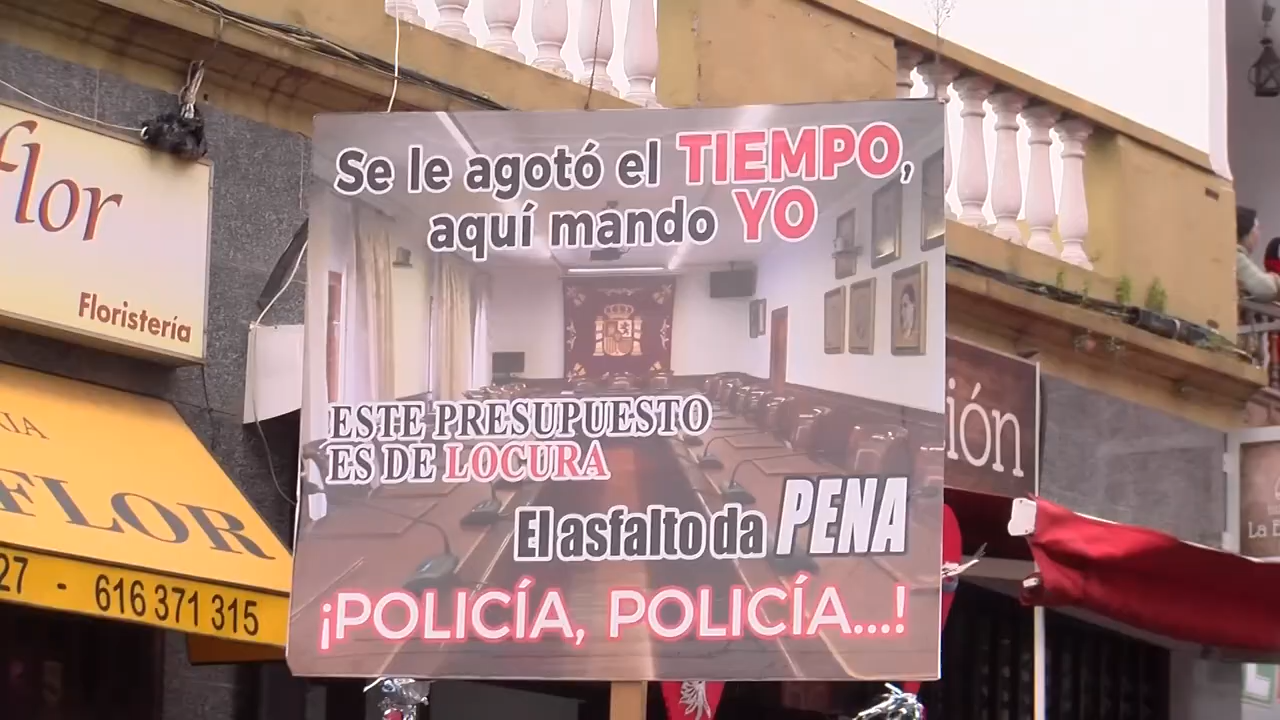 flor
Floristería
FLOR
27 - 616 371 315
Se le agotó el TIEMPO,
aquí mando YO
ESTE PRESUPUESTO
ES DE LOCURA
El asfalto da PENA
¡POLICÍA, POLICÍA...!
ión
La